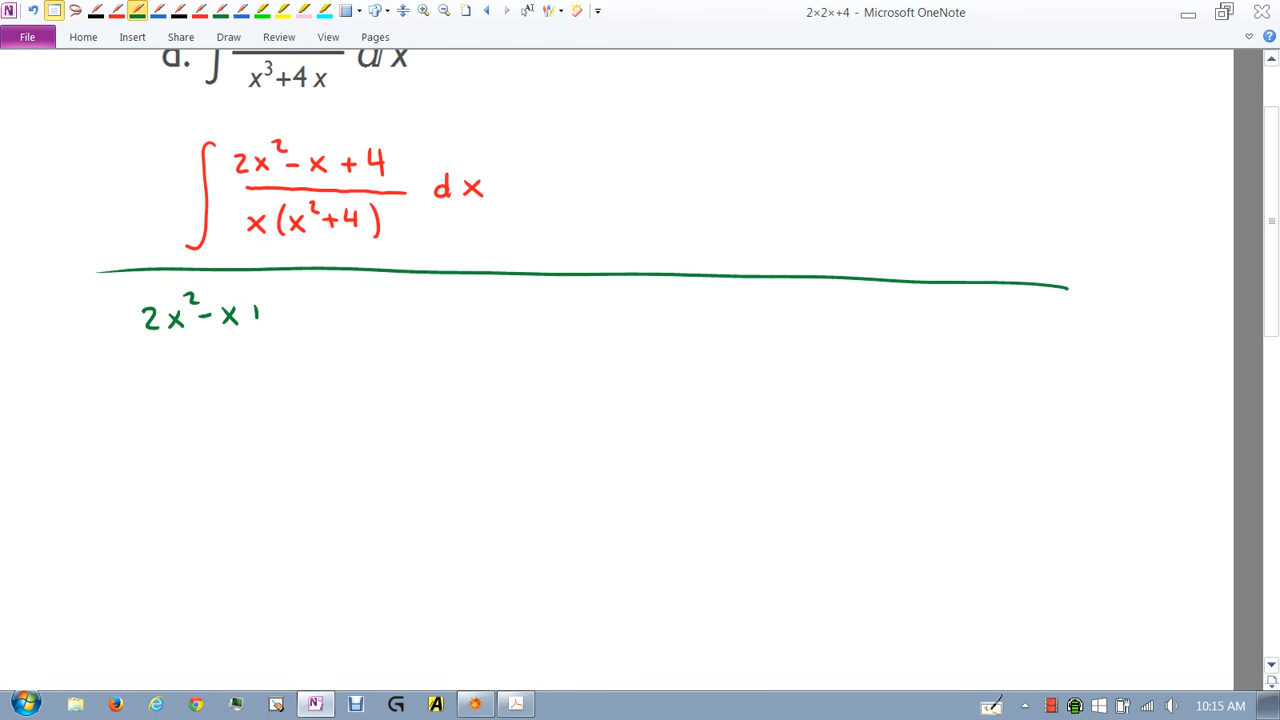 2×2×+4 - Microsoft OneNote
File Home Insert Share Draw Review View Pages
a. ∫ ――― dx
x³+4x
∫ 2x² - x + 4 dx
x(x²+4)
2x² - x
10:15 AM